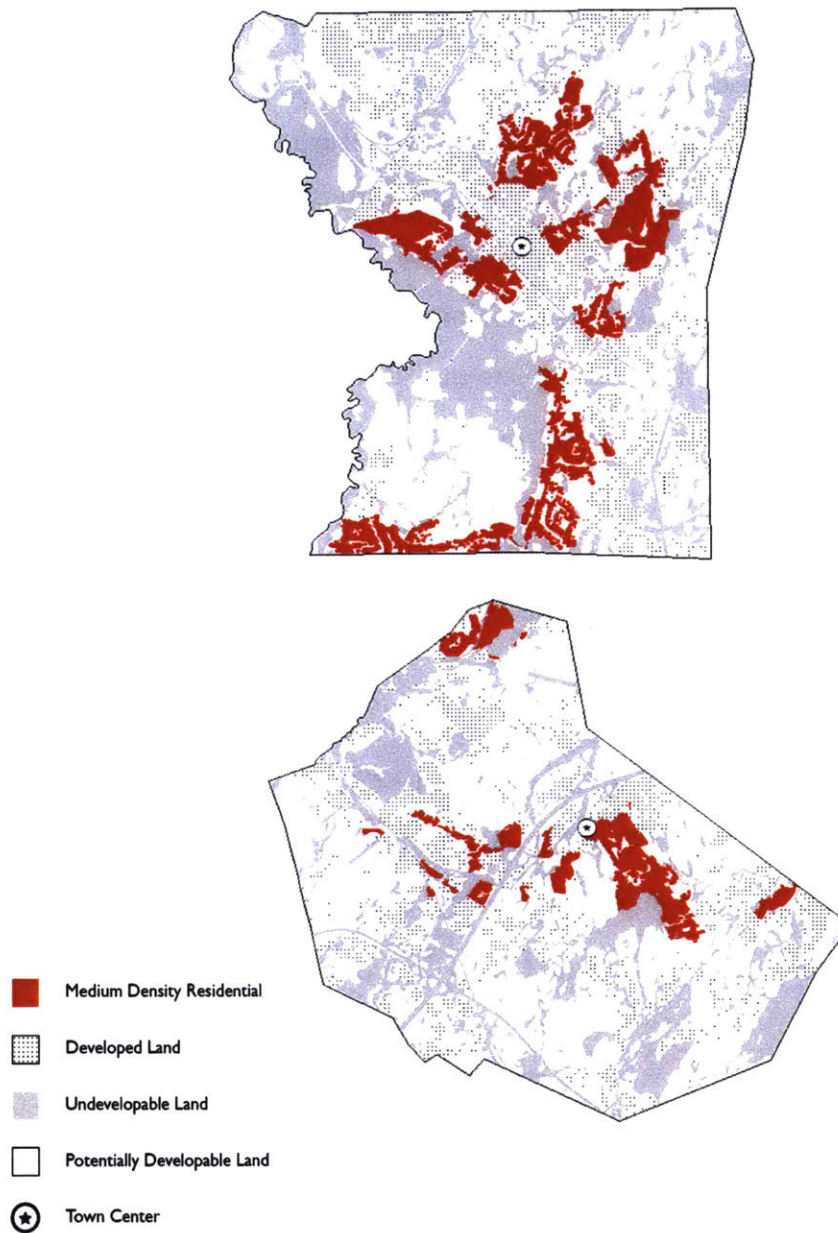 Medium Density Residential
Developed Land
Undevelopable Land
Potentially Developable Land
Town Center